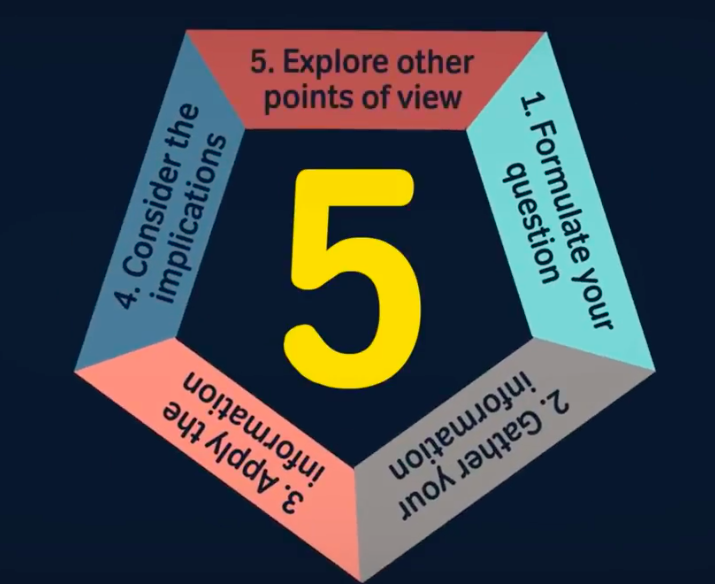 5. Explore other
points of view
1. Formulate your
question
2. Gather your
information
3. Apply the
information
4. Consider the
implications
5